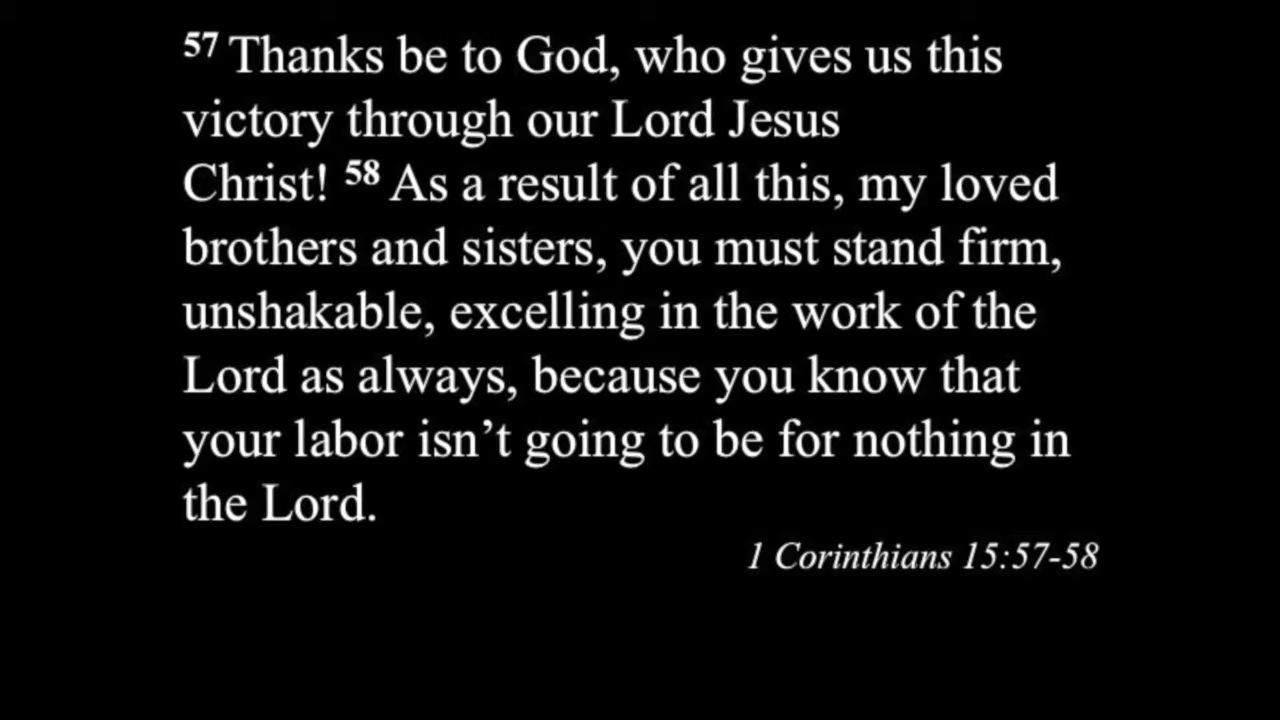 57 Thanks be to God, who gives us this
victory through our Lord Jesus
Christ! 58 As a result of all this, my loved
brothers and sisters, you must stand firm,
unshakable, excelling in the work of the
Lord as always, because you know that
your labor isn’t going to be for nothing in
the Lord.
1 Corinthians 15:57-58